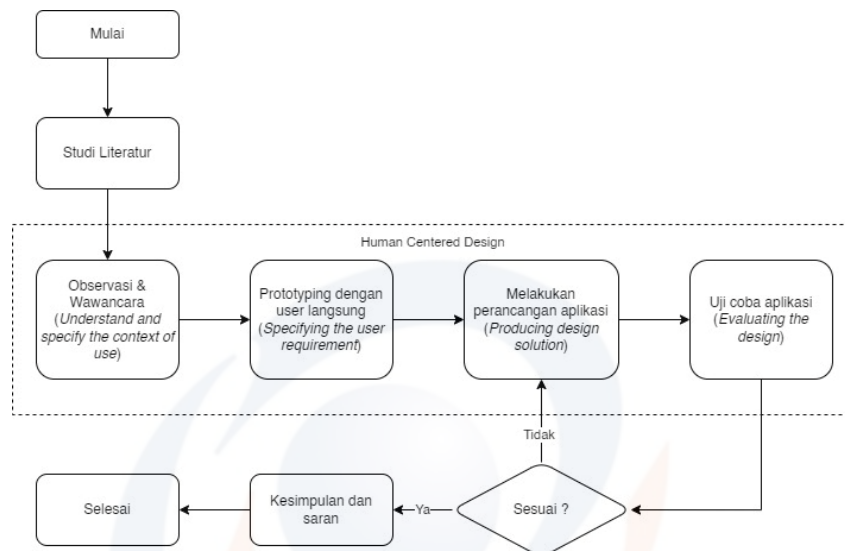 Mulai
Studi Literatur
Human Centered Design
Observasi &
Wawancara
(Understand and
specify the context of
use)
Prototyping dengan
user langsung
(Specifying the user
requirement)
Melakukan
perancangan aplikasi
(Producing design
solution)
Uji coba aplikasi
(Evaluating the
design)
Tidak
Sesuai ?
Ya
Kesimpulan dan
saran
Selesai